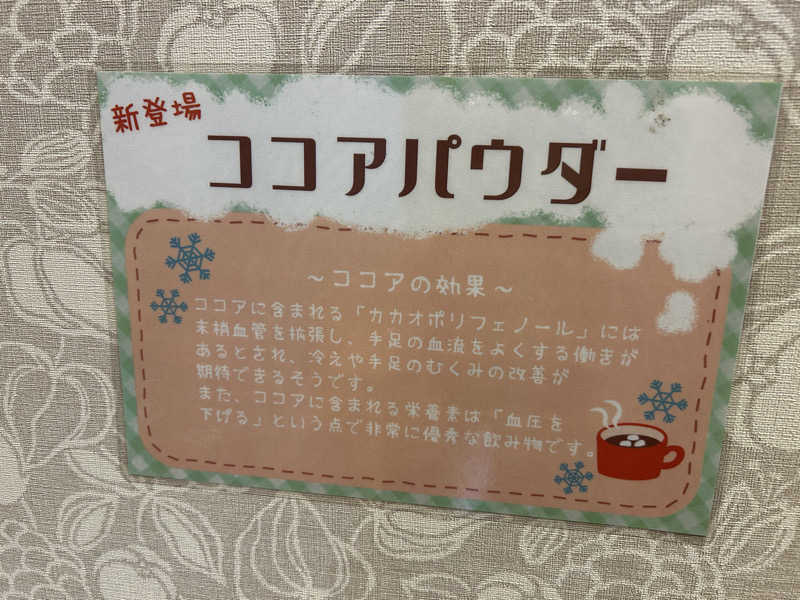 新登場
ココアパウダー
～ココアの効果～
ココアに含まれる「カカオポリフェノール」には
末梢血管を拡張し、手足の血流をよくする働きが
あるとされ、冷えや手足のむくみの改善が
期待できるそうです。
また、ココアに含まれる栄養素は「血圧を
下げる」という点で非常に優秀な飲み物です。